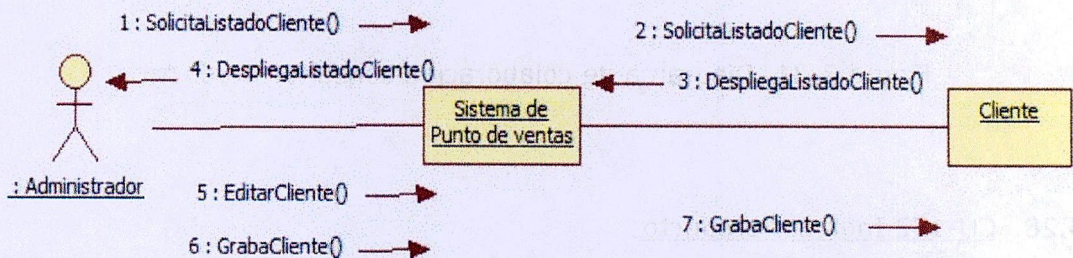 1 : SolicitaListadoCliente()
2 : SolicitaListadoCliente()
4 : DespliegaListadoCliente()
3 : DespliegaListadoCliente()
Sistema de
Punto de ventas
Cliente
: Administrador
5 : EditarCliente()
7 : GrabaCliente()
6 : GrabaCliente()